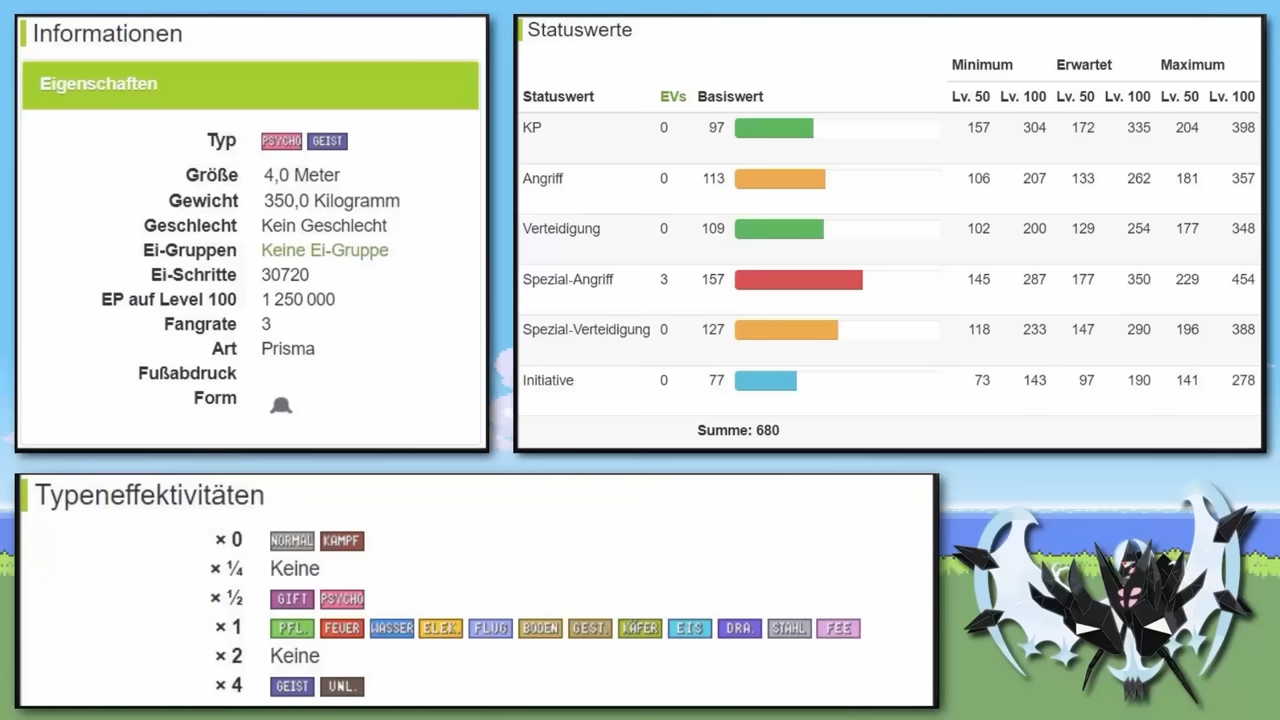 Informationen
Eigenschaften
Typ PSYCHO GEIST
Größe 4,0 Meter
Gewicht 350,0 Kilogramm
Geschlecht Kein Geschlecht
Ei-Gruppen Keine Ei-Gruppe
Ei-Schritte 30720
EP auf Level 100 1 250 000
Fangrate 3
Art Prisma
Fußabdruck
Form
Statuswerte
Minimum Erwartet Maximum
Statuswert EVs Basiswert Lv. 50 Lv. 100 Lv. 50 Lv. 100 Lv. 50 Lv. 100
KP 0 97 157 304 172 335 204 398
Angriff 0 113 106 207 133 262 181 357
Verteidigung 0 109 102 200 129 254 177 348
Spezial-Angriff 3 157 145 287 177 350 229 454
Spezial-Verteidigung 0 127 118 233 147 290 196 388
Initiative 0 77 73 143 97 190 141 278
Summe: 680
Typeneffektivitäten
× 0 NORMAL KAMPF
× ¼ Keine
× ½ GIFT PSYCHO
× 1 PFL. FEUER WASSER ELEK. FLUG BODEN GEST. KÄFER EIS DRA. STAHL FEE
× 2 Keine
× 4 GEIST UNL.